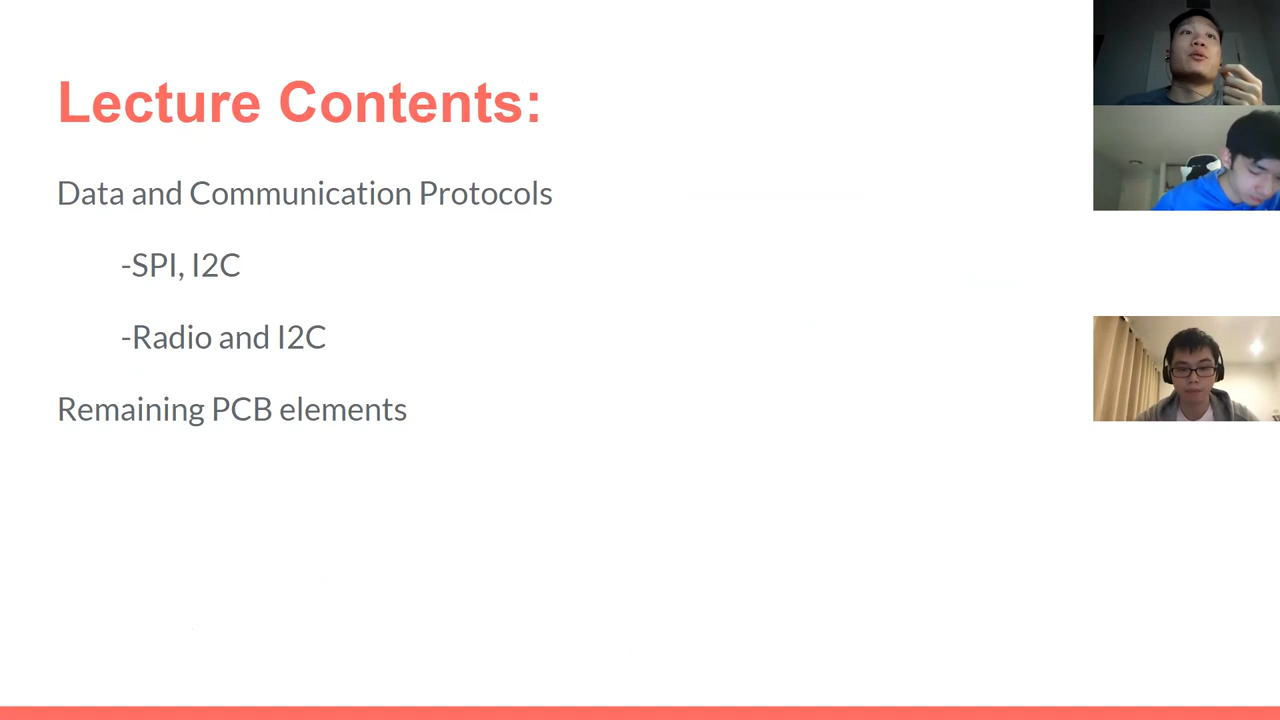 Lecture Contents:
Data and Communication Protocols
-SPI, I2C
-Radio and I2C
Remaining PCB elements